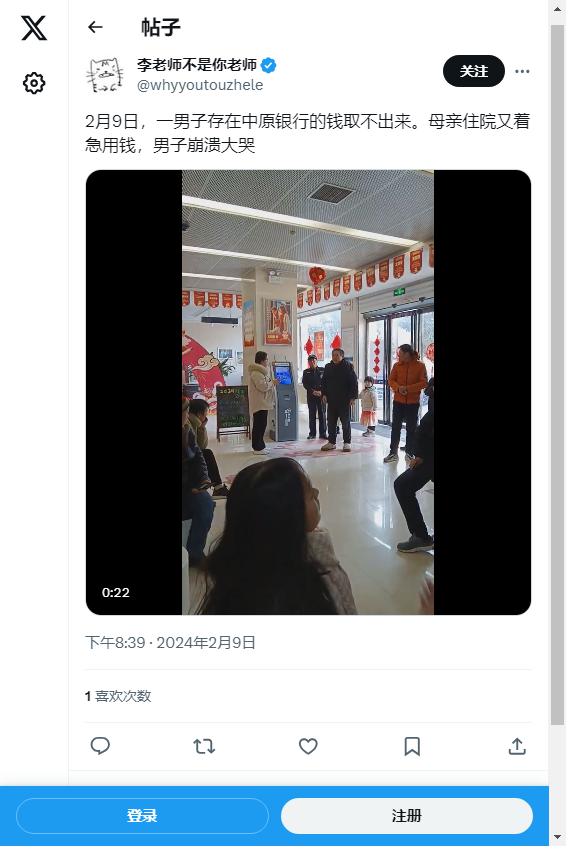 帖子
李老师不是你老师
@whyyoutouzhele
关注
2月9日，一男子存在中原银行的钱取不出来。母亲住院又着
急用钱，男子崩溃大哭
0:22
下午8:39 · 2024年2月9日
1 喜欢次数
登录
注册